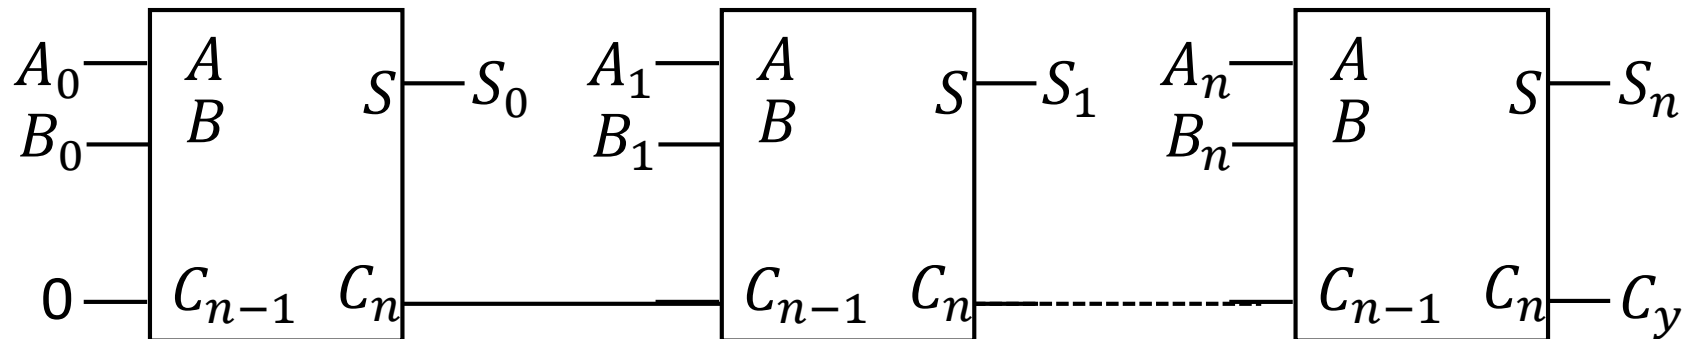 A₀ A S S₀ A₁ A S S₁ Aₙ A S Sₙ
B₀ B B₁ B Bₙ B
0 Cₙ₋₁ Cₙ Cₙ₋₁ Cₙ Cₙ₋₁ Cₙ C_y